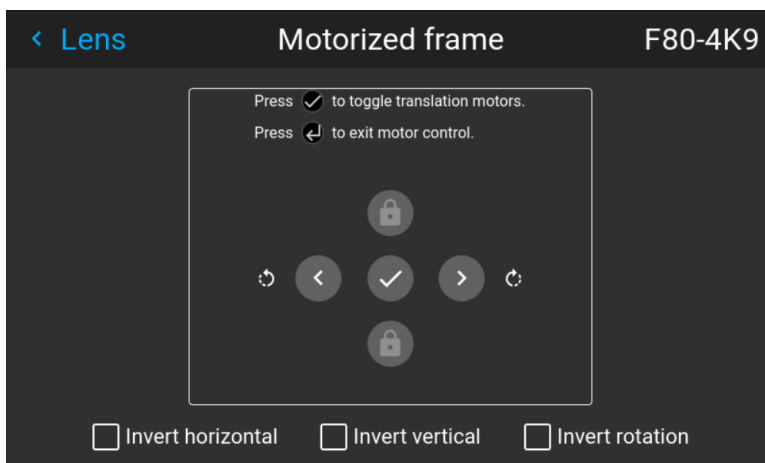 Lens
Motorized frame
F80-4K9
Press to toggle translation motors.
Press to exit motor control.
Invert horizontal
Invert vertical
Invert rotation